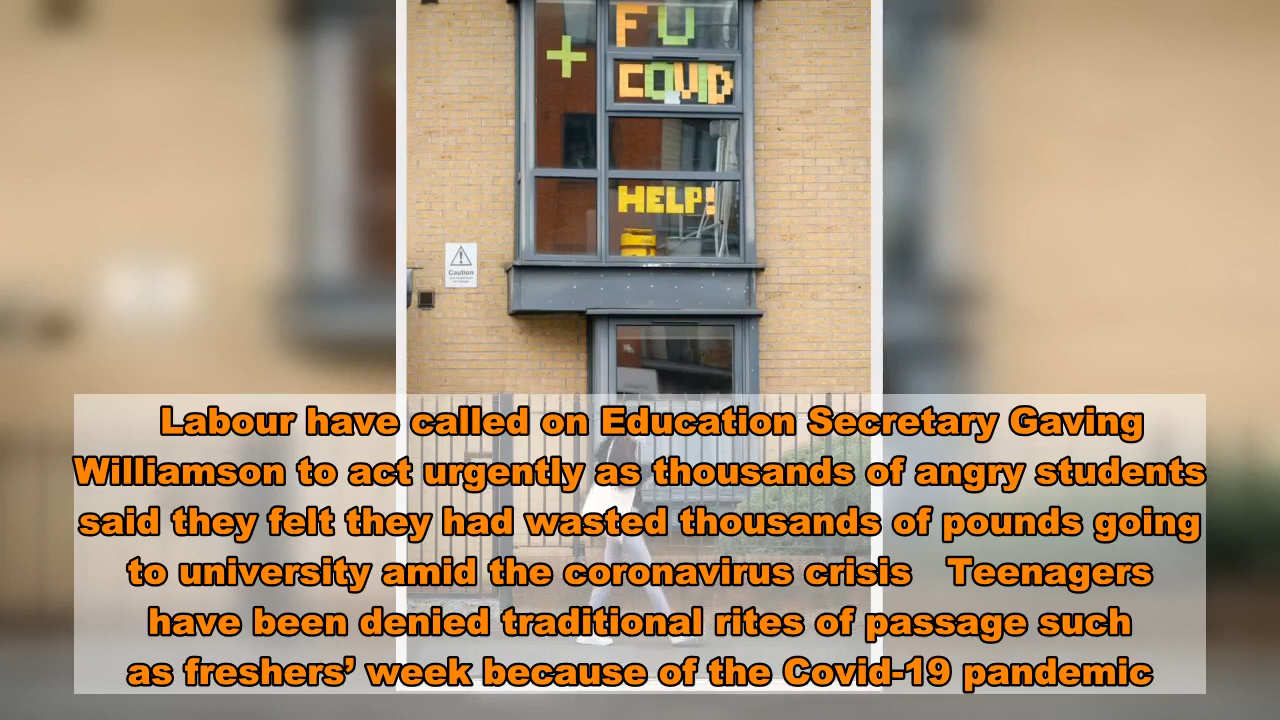 FU
+
COVID
HELP!
Caution
Labour have called on Education Secretary Gaving
Williamson to act urgently as thousands of angry students
said they felt they had wasted thousands of pounds going
to university amid the coronavirus crisis Teenagers
have been denied traditional rites of passage such
as freshers’ week because of the Covid-19 pandemic